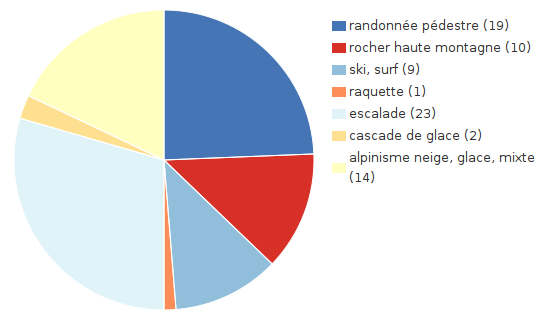 randonnée pédestre (19)
rocher haute montagne (10)
ski, surf (9)
raquette (1)
escalade (23)
cascade de glace (2)
alpinisme neige, glace, mixte
(14)